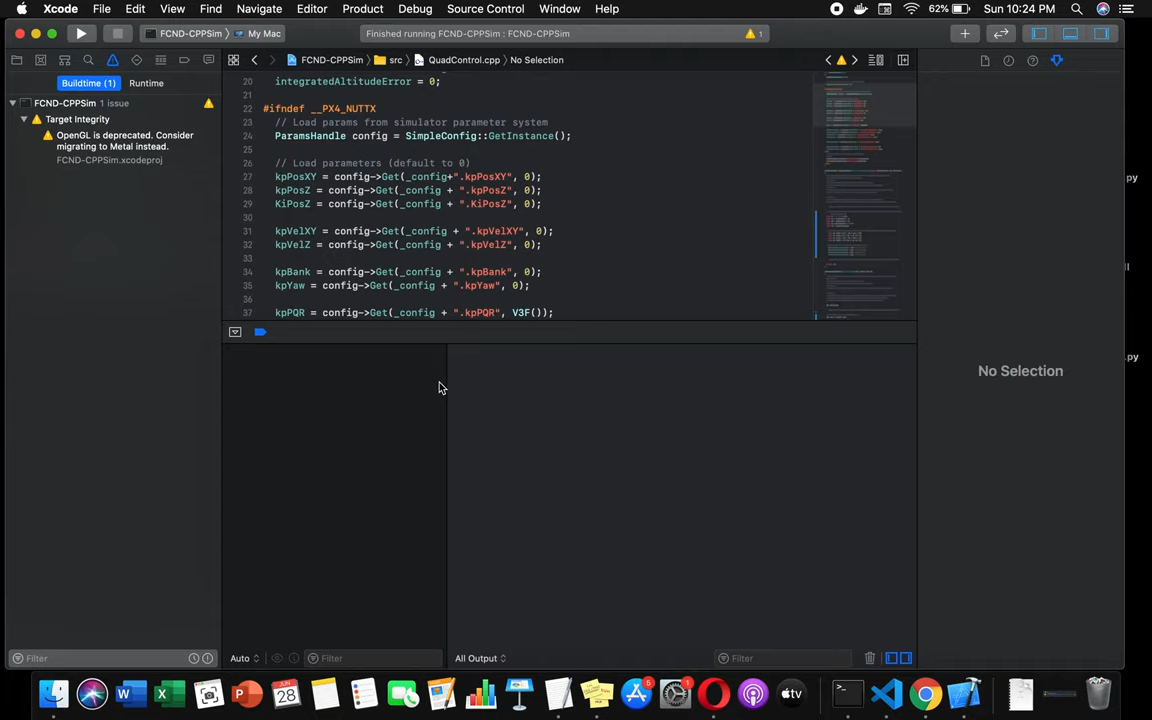 Xcode File Edit View Find Navigate Editor Product Debug Source Control Window Help 62% Sun 10:24 PM
FCND-CPPSim My Mac Finished running FCND-CPPSim : FCND-CPPSim 1
FCND-CPPSim src QuadControl.cpp No Selection
Buildtime (1) Runtime
FCND-CPPSim 1 issue
Target Integrity
OpenGL is deprecated. Consider
migrating to Metal instead.
FCND-CPPSim.xcodeproj
20 integratedAltitudeError = 0;
21
22 #ifndef __PX4_NUTTX
23 // Load params from simulator parameter system
24 ParamsHandle config = SimpleConfig::GetInstance();
25
26 // Load parameters (default to 0)
27 kpPosXY = config->Get(_config+".kpPosXY", 0);
28 kpPosZ = config->Get(_config + ".kpPosZ", 0);
29 KiPosZ = config->Get(_config + ".KiPosZ", 0);
30
31 kpVelXY = config->Get(_config + ".kpVelXY", 0);
32 kpVelZ = config->Get(_config + ".kpVelZ", 0);
33
34 kpBank = config->Get(_config + ".kpBank", 0);
35 kpYaw = config->Get(_config + ".kpYaw", 0);
36
37 kpPQR = config->Get(_config + ".kpPQR", V3F());
No Selection
py
ll
.py
Filter
Auto
Filter
All Output
Filter
JUN
28
5
1